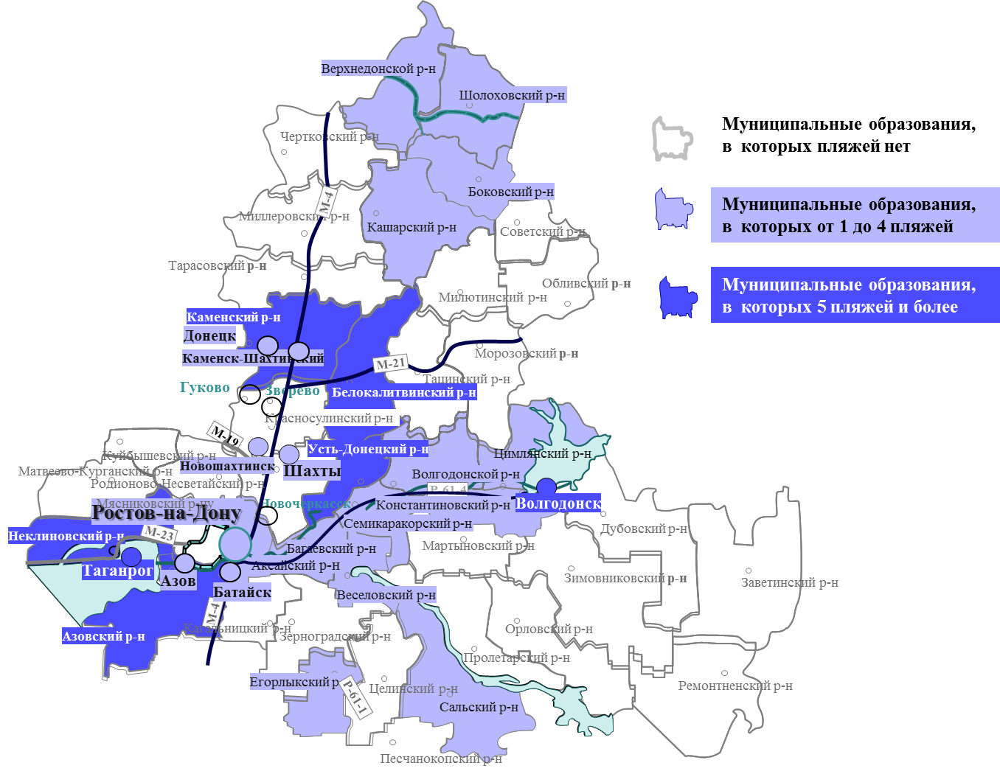 Верхнедонской р-н
Шолоховский р-н
Чертковский р-н
Боковский р-н
М-4
Миллеровский р-н
Кашарский р-н
Советский р-н
Тарасовский р-н
Обливский р-н
Милютинский р-н
Каменский р-н
Донецк
Каменск-Шахтинский
Морозовский р-н
М-21
Тацинский р-н
Гуково
Зверево
Белокалитвинский р-н
Красносулинский р-н
М-19
Куйбышевский р-н
Усть-Донецкий р-н
Цимлянский р-н
Новошахтинск
Шахты
Матвеево-Курганский р-н
Волгодонской р-н
Родионово-Несветайский р-н
Р-61-4
Мясниковский р-ну
Новочеркасск
Константиновский р-н
Волгодонск
Ростов-на-Дону
Семикаракорский р-н
Дубовский р-н
Неклиновский р-н
М-23
Багаевский р-н
Мартыновский р-н
Аксайский р-н
Таганрог
Азов
Зимовниковский р-н
Заветинский р-н
Батайск
Веселовский р-н
М-4
Кагальницкий р-н
Орловский р-н
Азовский р-н
Зерноградский р-н
Пролетарский р-н
Егорлыкский р
Р-61-1
Целинский р-н
Ремонтненский р-н
Сальский р-н
Песчанокопский р-н
Муниципальные образования,
в которых пляжей нет
Муниципальные образования,
в которых от 1 до 4 пляжей
Муниципальные образования,
в которых 5 пляжей и более